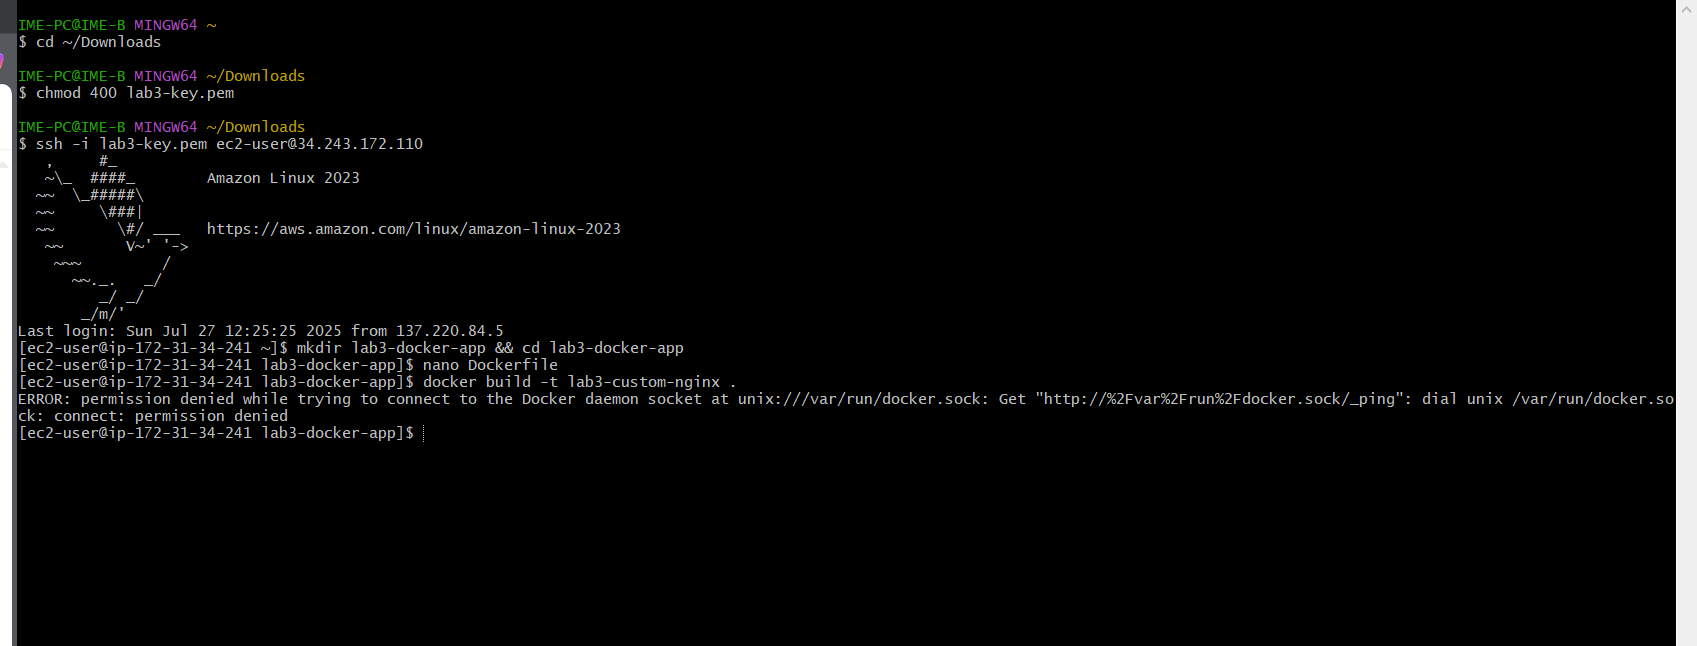 IME-PC@IME-B MINGW64 ~
$ cd ~/Downloads

IME-PC@IME-B MINGW64 ~/Downloads
$ chmod 400 lab3-key.pem

IME-PC@IME-B MINGW64 ~/Downloads
$ ssh -i lab3-key.pem ec2-user@34.243.172.110
   ,     #_
   ~\_  ####_        Amazon Linux 2023
  ~~  \_#####\
  ~~     \###|
  ~~       \#/ ___   https://aws.amazon.com/linux/amazon-linux-2023
   ~~       V~' '->
    ~~~         /
      ~~._.   _/
         _/ _/
       _/m/'
Last login: Sun Jul 27 12:25:25 2025 from 137.220.84.5
[ec2-user@ip-172-31-34-241 ~]$ mkdir lab3-docker-app && cd lab3-docker-app
[ec2-user@ip-172-31-34-241 lab3-docker-app]$ nano Dockerfile
[ec2-user@ip-172-31-34-241 lab3-docker-app]$ docker build -t lab3-custom-nginx .
ERROR: permission denied while trying to connect to the Docker daemon socket at unix:///var/run/docker.sock: Get "http://%2Fvar%2Frun%2Fdocker.sock/_ping": dial unix /var/run/docker.so
ck: connect: permission denied
[ec2-user@ip-172-31-34-241 lab3-docker-app]$